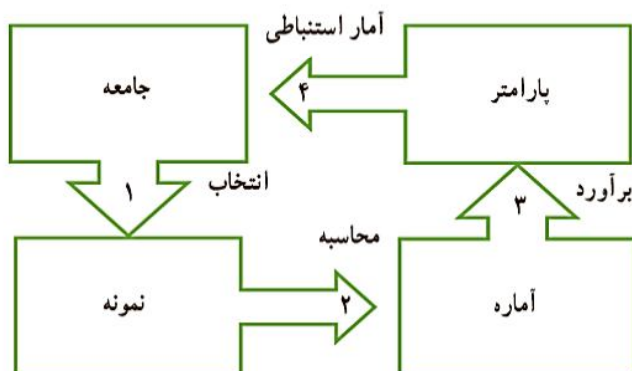 آمار استنباطی
پارامتر
۴
جامعه
برآورد
۳
انتخاب
۱
محاسبه
آماره
۲
نمونه